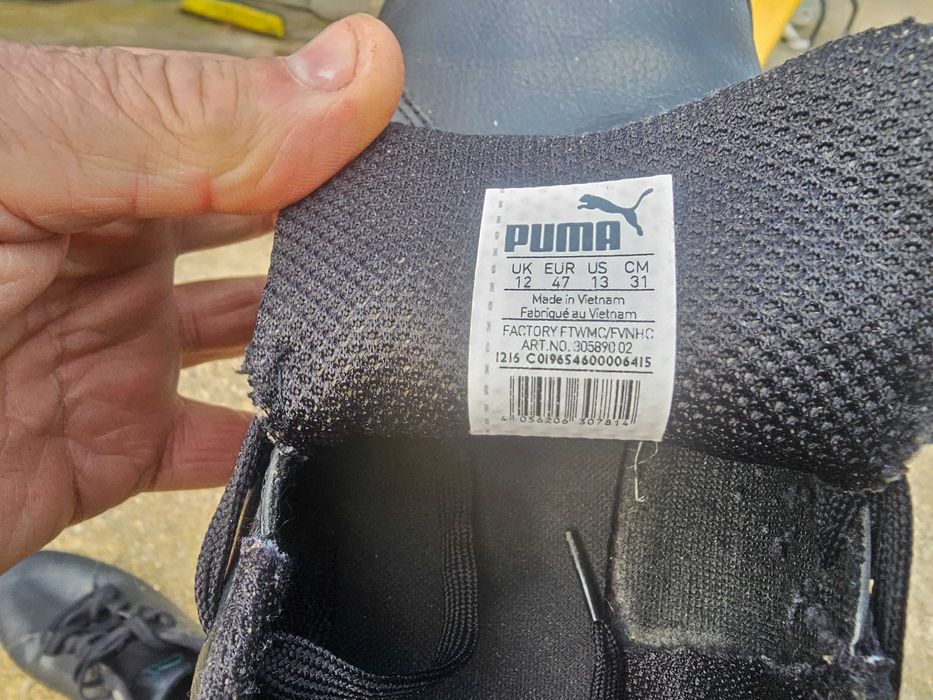 PUMA
UK EUR US CM
12 47 13 31
Made in Vietnam
Fabriqué au Vietnam
FACTORY FTWMC/FVNHC
ART.NO. 305890 02
1216 C019654600006415
4 056206 307814